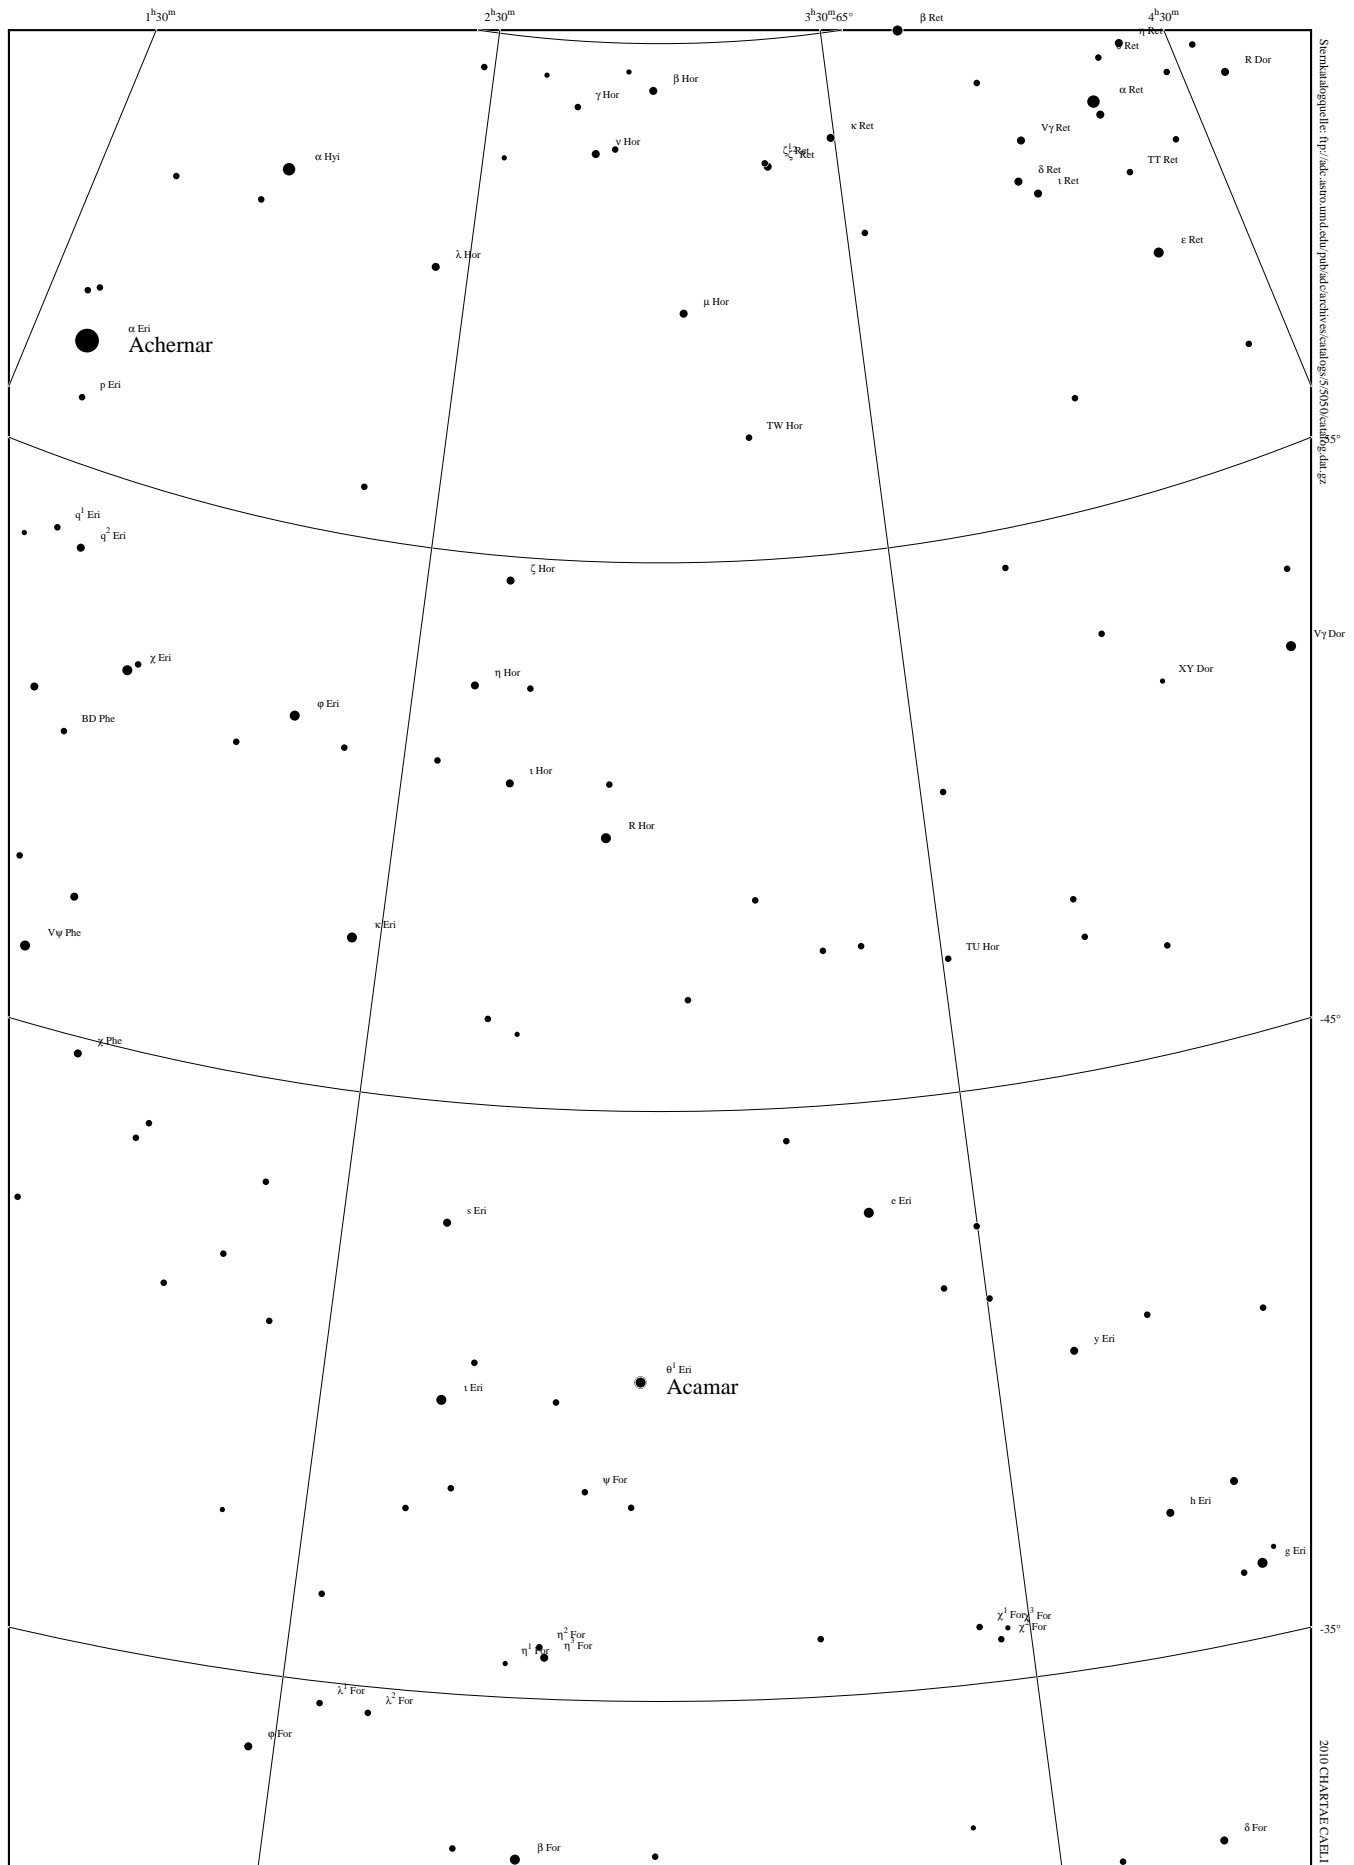 1ʰ30ᵐ
2ʰ30ᵐ
3ʰ30ᵐ
-65°
4ʰ30ᵐ
β Ret
η Ret
θ Ret
R Dor
β Hor
γ Hor
α Ret
κ Ret
Vγ Ret
ν Hor
ζ¹ Ret
ζ² Ret
α Hyi
TT Ret
δ Ret
ι Ret
ε Ret
λ Hor
μ Hor
α Eri
Achernar
p Eri
TW Hor
-55°
q¹ Eri
q² Eri
ζ Hor
Vγ Dor
χ Eri
η Hor
XY Dor
φ Eri
BD Phe
ι Hor
R Hor
κ Eri
Vψ Phe
TU Hor
-45°
χ Phe
e Eri
s Eri
y Eri
θ¹ Eri
Acamar
ι Eri
ψ For
h Eri
g Eri
χ¹ For
χ³ For
χ² For
-35°
η² For
η³ For
η¹ For
λ¹ For
λ² For
φ For
δ For
β For
Sternkatalogquelle: ftp://adc.astro.umd.edu/pub/adc/archives/catalogs/5/5050/catalog.dat.gz
2010 CHARTAE CAELI